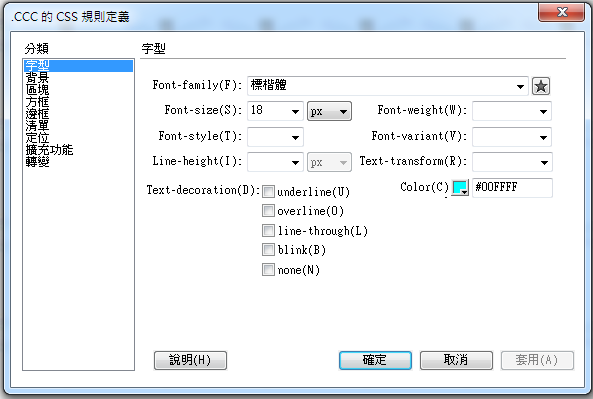 .CCC 的 CSS 規則定義
分類
字型
背景
區塊
方框
邊框
清單
定位
擴充功能
轉變
字型
Font-family(F): 標楷體
Font-size(S): 18 px Font-weight(W):
Font-style(T): Font-variant(V):
Line-height(I): px Text-transform(R):
Text-decoration(D): underline(U) Color(C): #00FFFF
overline(O)
line-through(L)
blink(B)
none(N)
說明(H) 確定 取消 套用(A)